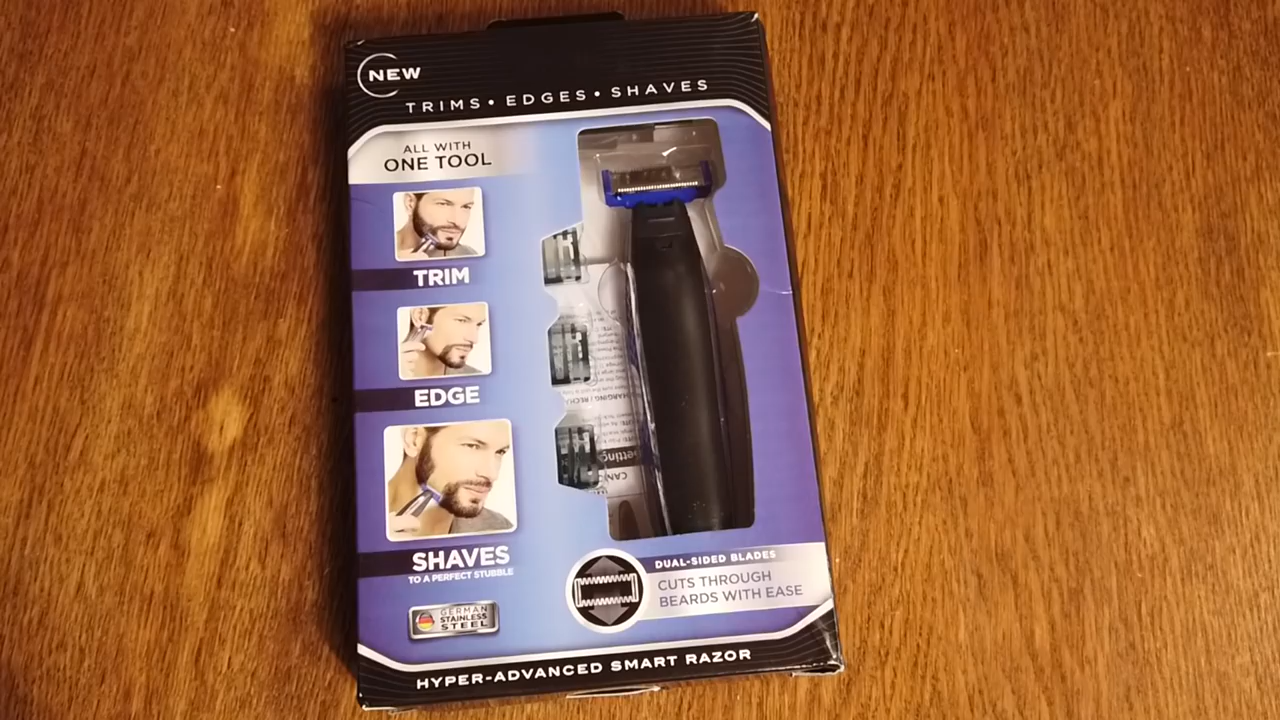 NEW
TRIMS • EDGES • SHAVES
ALL WITH
ONE TOOL
TRIM
EDGE
SHAVES
TO A PERFECT STUBBLE
GERMAN
STAINLESS
STEEL
DUAL-SIDED BLADES
CUTS THROUGH
BEARDS WITH EASE
HYPER-ADVANCED SMART RAZOR